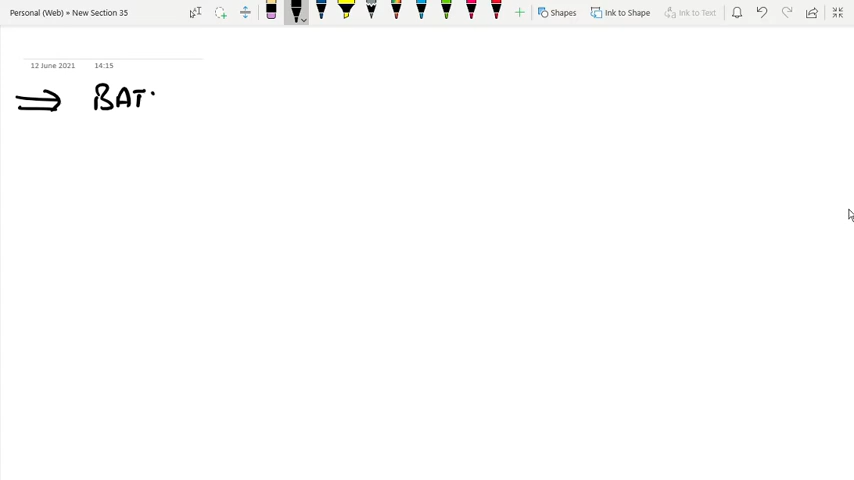 Personal (Web) » New Section 35
Shapes
Ink to Shape
Ink to Text
12 June 2021 14:15
⇒ BAT